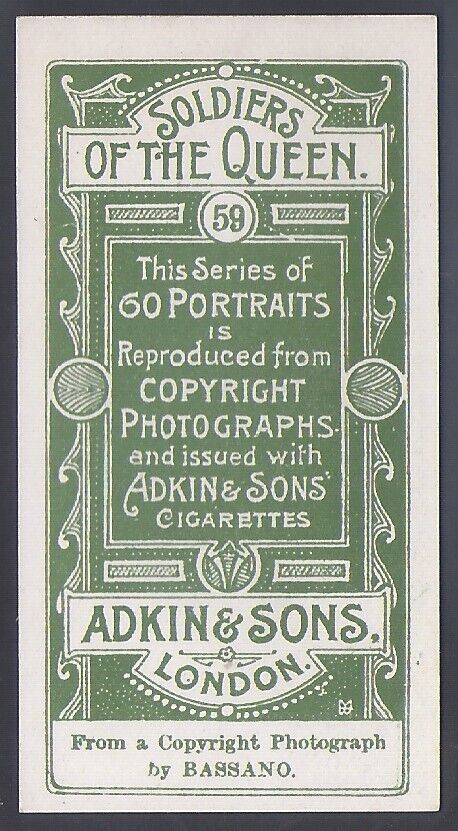 SOLDIERS
OF THE QUEEN.
59
This Series of
60 PORTRAITS
IS
Reproduced from
COPYRIGHT
PHOTOGRAPHS
and issued with
ADKIN & SONS'
CIGARETTES
ADKIN & SONS.
LONDON.
From a Copyright Photograph
by BASSANO.